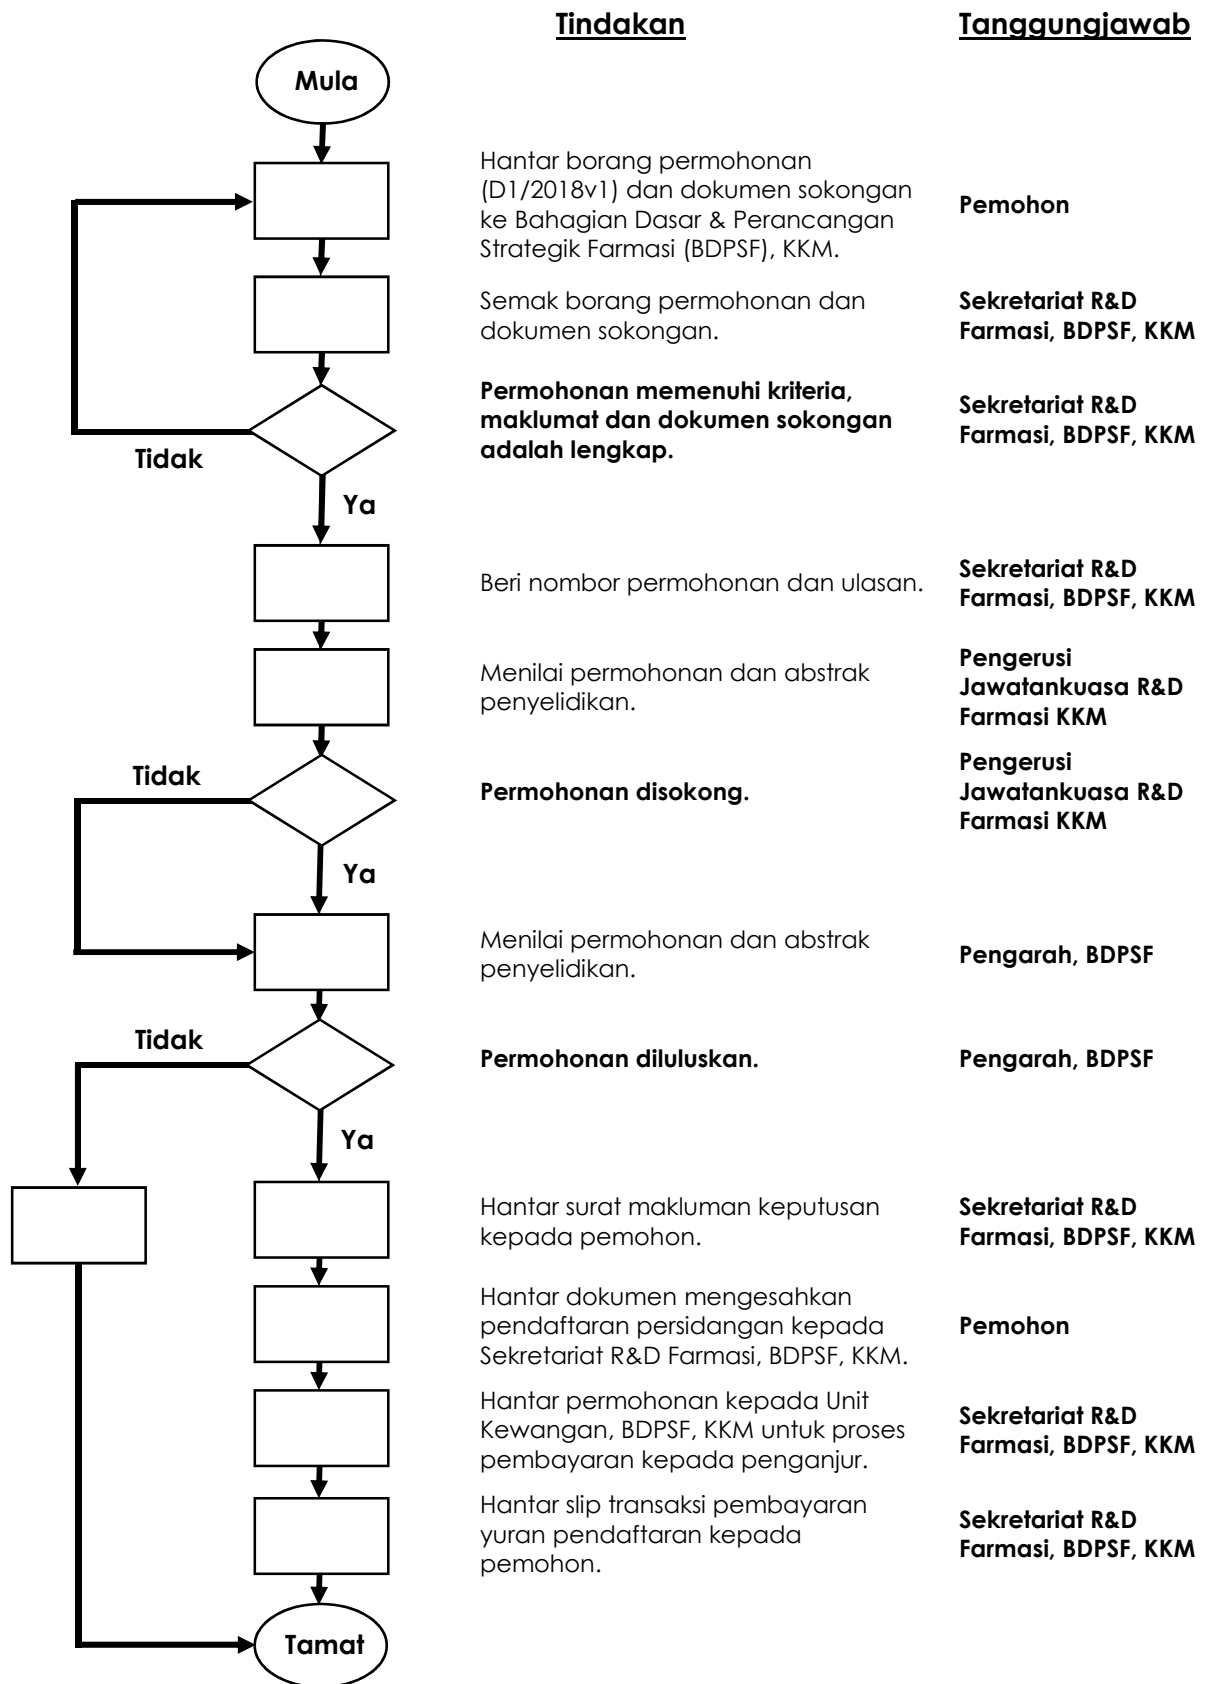 Tindakan
Tanggungjawab
Mula
Hantar borang permohonan
(D1/2018v1) dan dokumen sokongan
ke Bahagian Dasar & Perancangan
Strategik Farmasi (BDPSF), KKM.
Pemohon
Semak borang permohonan dan
dokumen sokongan.
Sekretariat R&D
Farmasi, BDPSF, KKM
Permohonan memenuhi kriteria,
maklumat dan dokumen sokongan
adalah lengkap.
Sekretariat R&D
Farmasi, BDPSF, KKM
Tidak
Ya
Beri nombor permohonan dan ulasan.
Sekretariat R&D
Farmasi, BDPSF, KKM
Menilai permohonan dan abstrak
penyelidikan.
Pengerusi
Jawatankuasa R&D
Farmasi KKM
Tidak
Permohonan disokong.
Pengerusi
Jawatankuasa R&D
Farmasi KKM
Ya
Menilai permohonan dan abstrak
penyelidikan.
Pengarah, BDPSF
Tidak
Permohonan diluluskan.
Pengarah, BDPSF
Ya
Hantar surat makluman keputusan
kepada pemohon.
Sekretariat R&D
Farmasi, BDPSF, KKM
Hantar dokumen mengesahkan
pendaftaran persidangan kepada
Sekretariat R&D Farmasi, BDPSF, KKM.
Pemohon
Hantar permohonan kepada Unit
Kewangan, BDPSF, KKM untuk proses
pembayaran kepada penganjur.
Sekretariat R&D
Farmasi, BDPSF, KKM
Hantar slip transaksi pembayaran
yuran pendaftaran kepada
pemohon.
Sekretariat R&D
Farmasi, BDPSF, KKM
Tamat